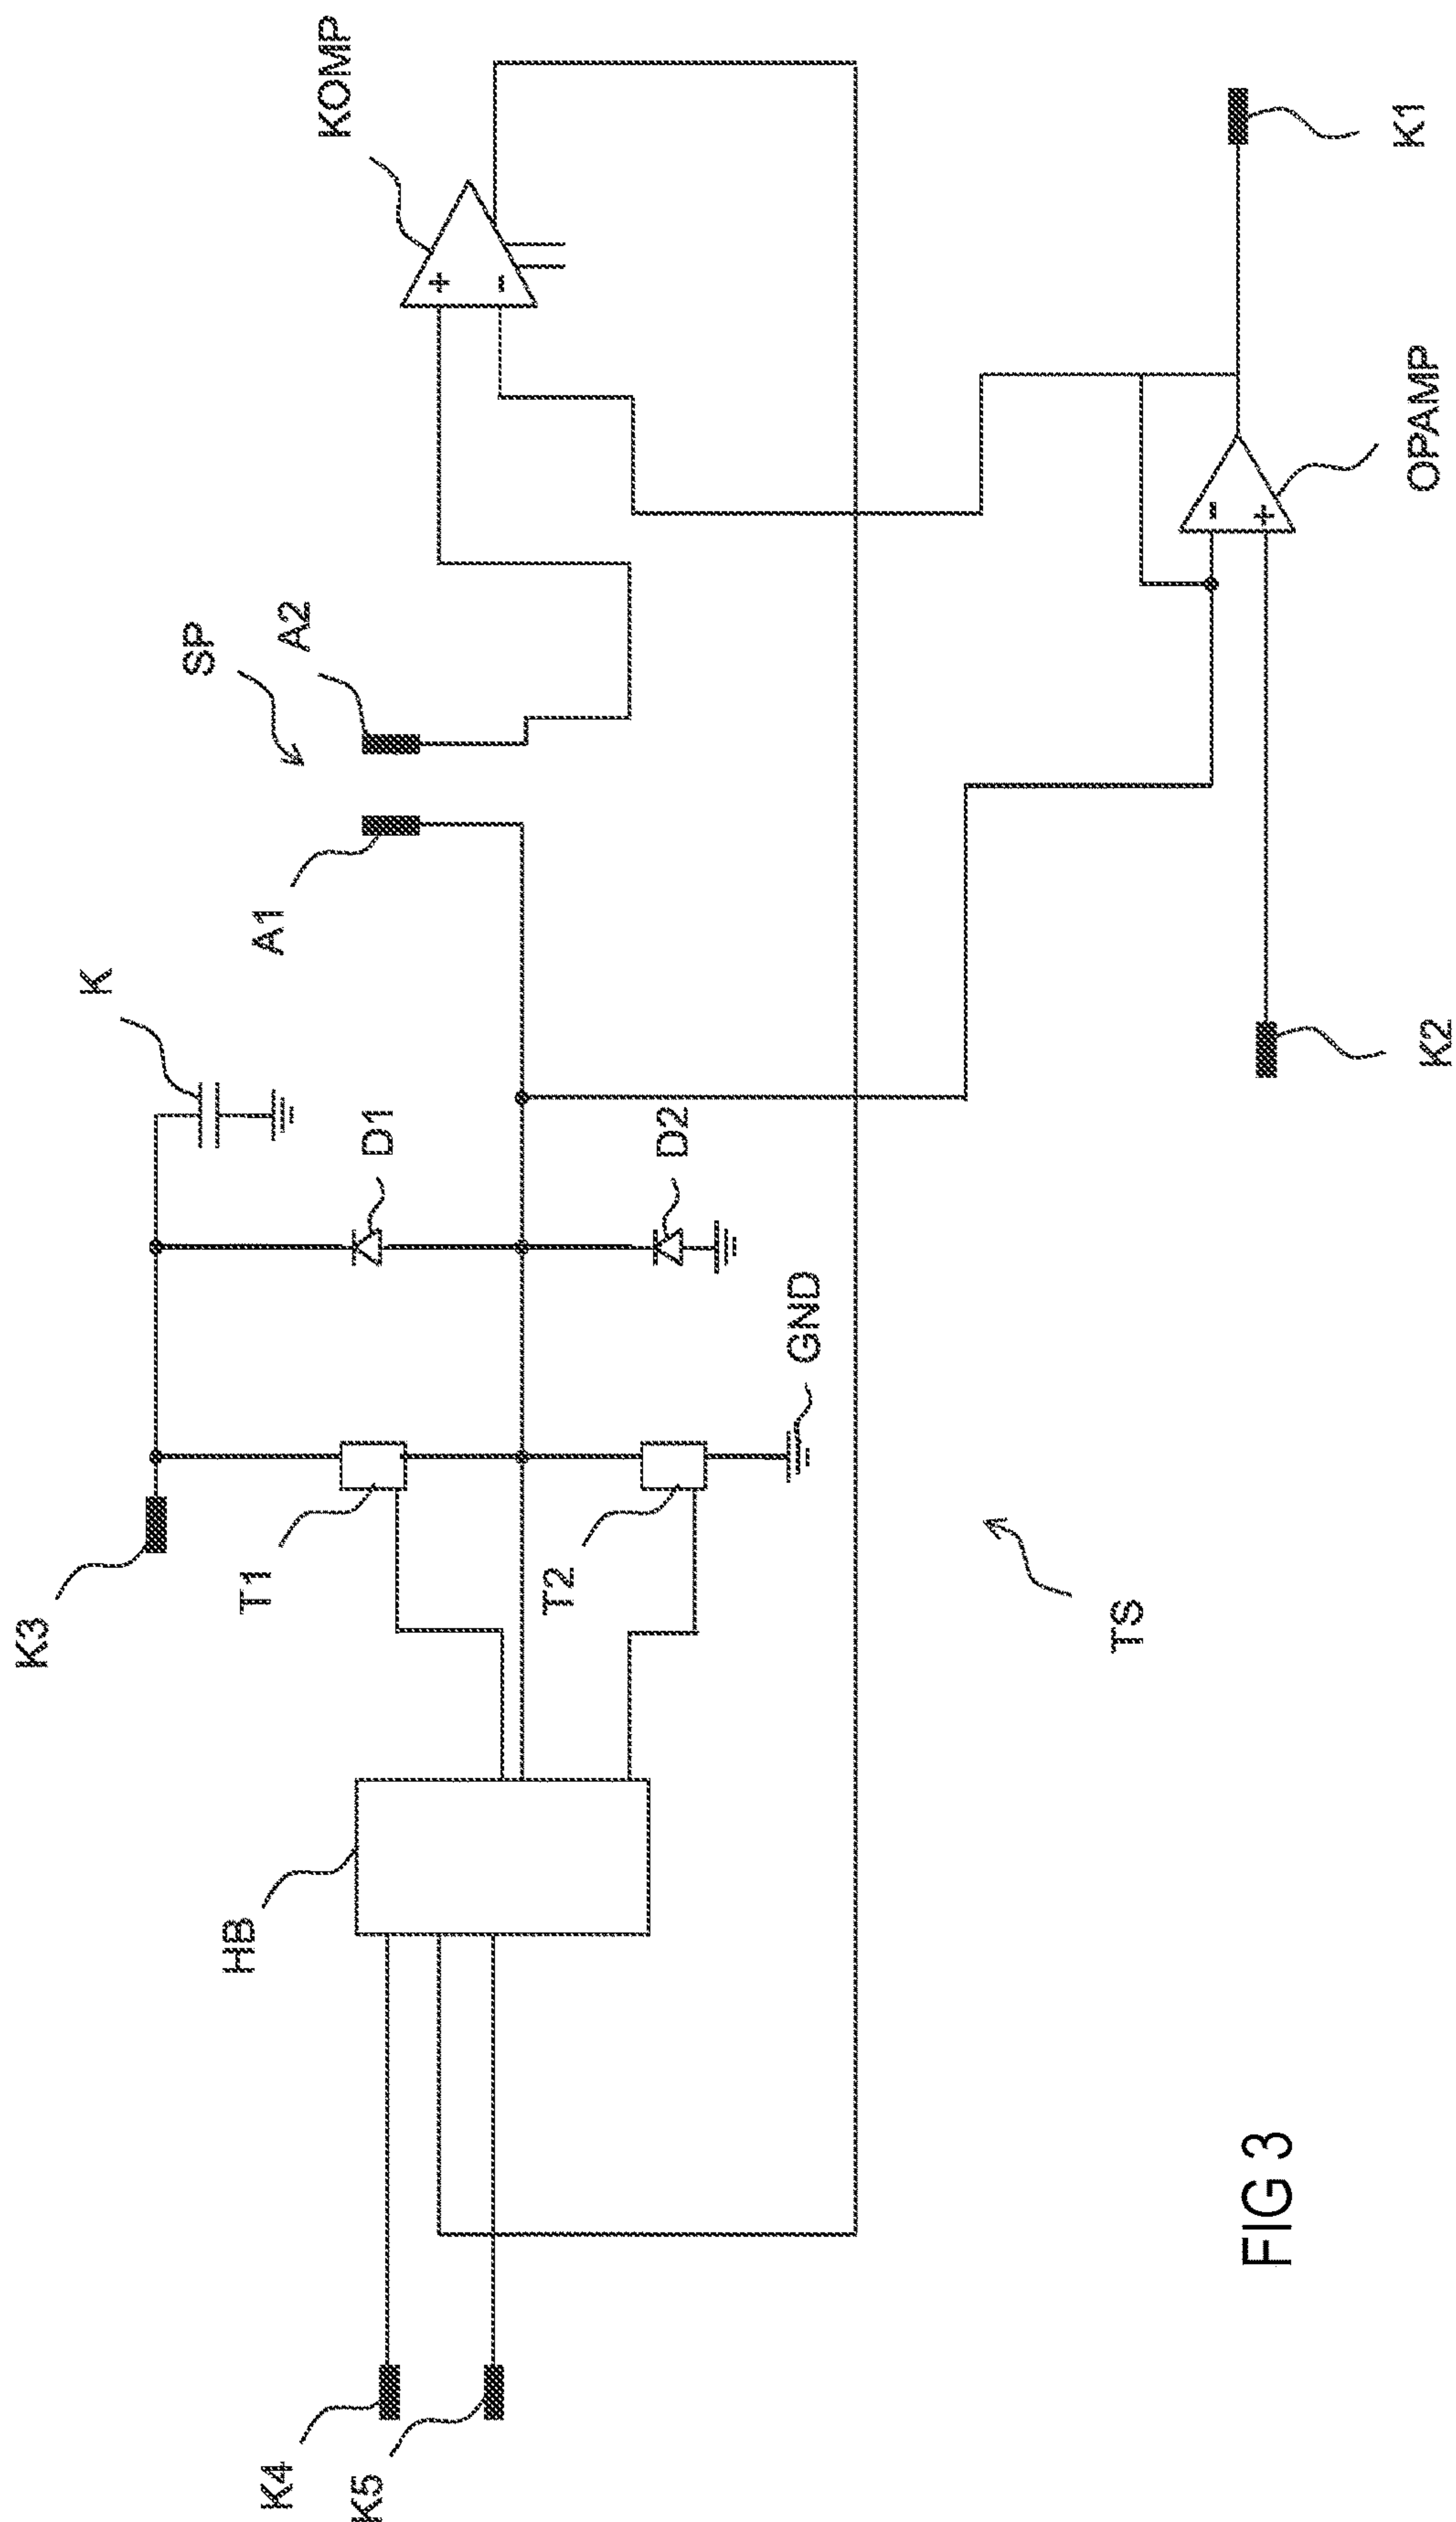 K3
K
SP
A2
KOMP
T1
D1
A1
HB
T2
D2
GND
K4
K5
TS
K2
OPAMP
K1
+
-
-
+
FIG 3